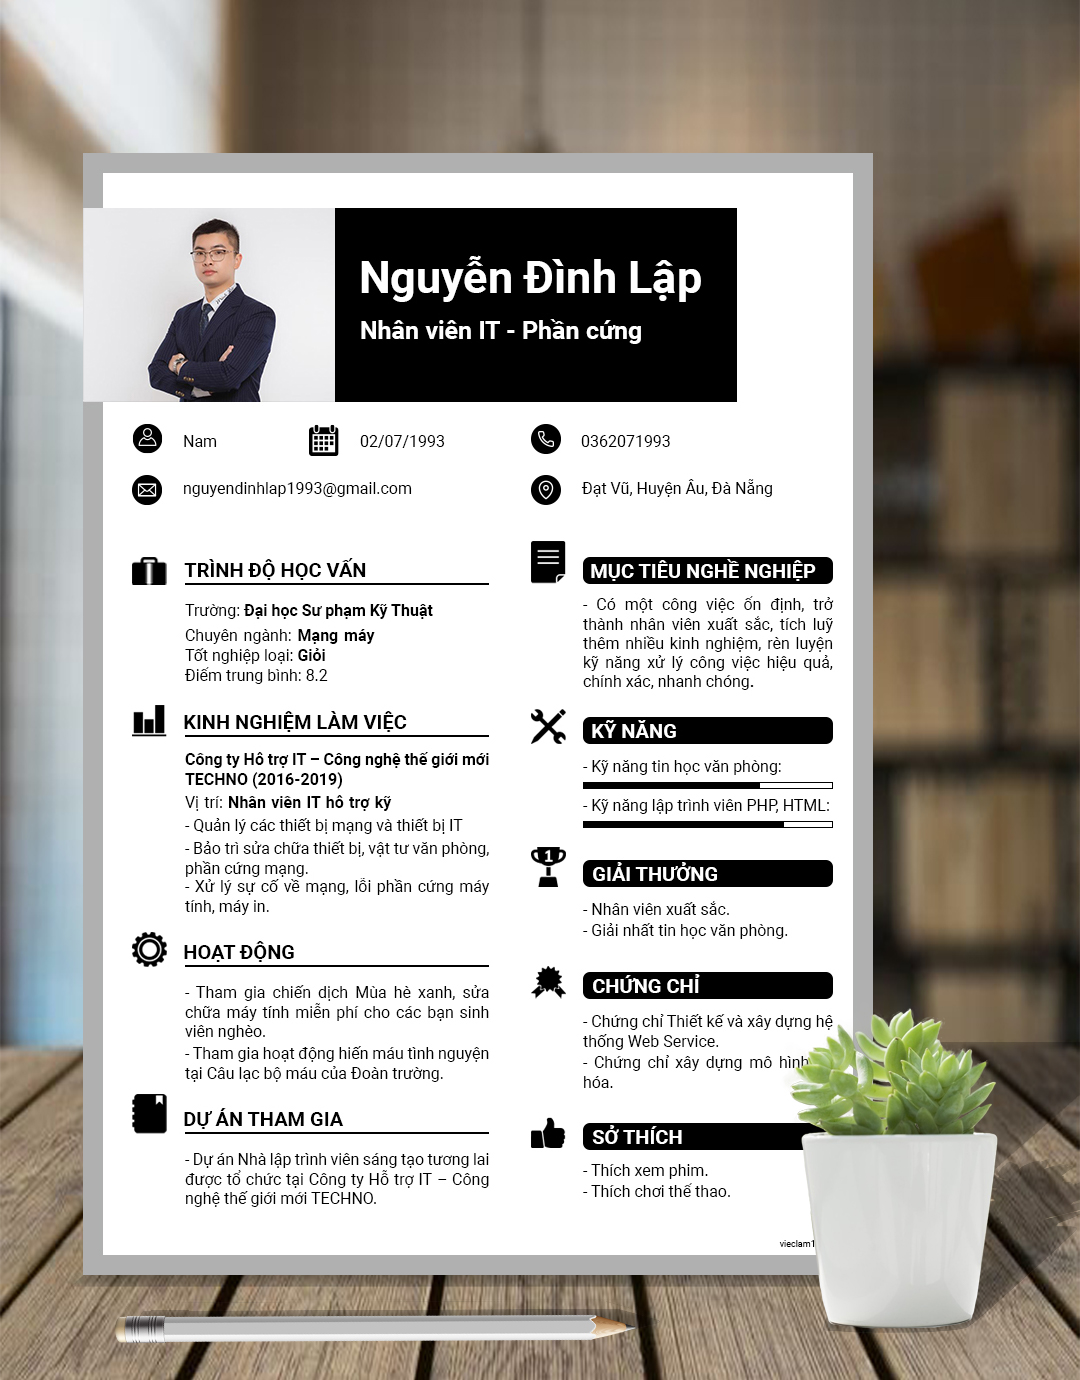 Nguyễn Đình Lập
Nhân viên IT - Phần cứng
Nam
02/07/1993
0362071993
nguyendinhlap1993@gmail.com
Đạt Vũ, Huyện Âu, Đà Nẵng
TRÌNH ĐỘ HỌC VẤN
Trường: Đại học Sư phạm Kỹ Thuật
Chuyên ngành: Mạng máy
Tốt nghiệp loại: Giỏi
Điểm trung bình: 8.2
KINH NGHIỆM LÀM VIỆC
Công ty Hỗ trợ IT – Công nghệ thế giới mới
TECHNO (2016-2019)
Vị trí: Nhân viên IT hỗ trợ kỹ
- Quản lý các thiết bị mạng và thiết bị IT
- Bảo trì sửa chữa thiết bị, vật tư văn phòng,
phần cứng mạng.
- Xử lý sự cố về mạng, lỗi phần cứng máy
tính, máy in.
HOẠT ĐỘNG
- Tham gia chiến dịch Mùa hè xanh, sửa
chữa máy tính miễn phí cho các bạn sinh
viên nghèo.
- Tham gia hoạt động hiến máu tình nguyện
tại Câu lạc bộ máu của Đoàn trường.
DỰ ÁN THAM GIA
- Dự án Nhà lập trình viên sáng tạo tương lai
được tổ chức tại Công ty Hỗ trợ IT – Công
nghệ thế giới mới TECHNO.
MỤC TIÊU NGHỀ NGHIỆP
- Có một công việc ổn định, trở
thành nhân viên xuất sắc, tích luỹ
thêm nhiều kinh nghiệm, rèn luyện
kỹ năng xử lý công việc hiệu quả,
chính xác, nhanh chóng.
KỸ NĂNG
- Kỹ năng tin học văn phòng:
- Kỹ năng lập trình viên PHP, HTML:
1
GIẢI THƯỞNG
- Nhân viên xuất sắc.
- Giải nhất tin học văn phòng.
CHỨNG CHỈ
- Chứng chỉ Thiết kế và xây dựng hệ
thống Web Service.
- Chứng chỉ xây dựng mô hình
hóa.
SỞ THÍCH
- Thích xem phim.
- Thích chơi thể thao.